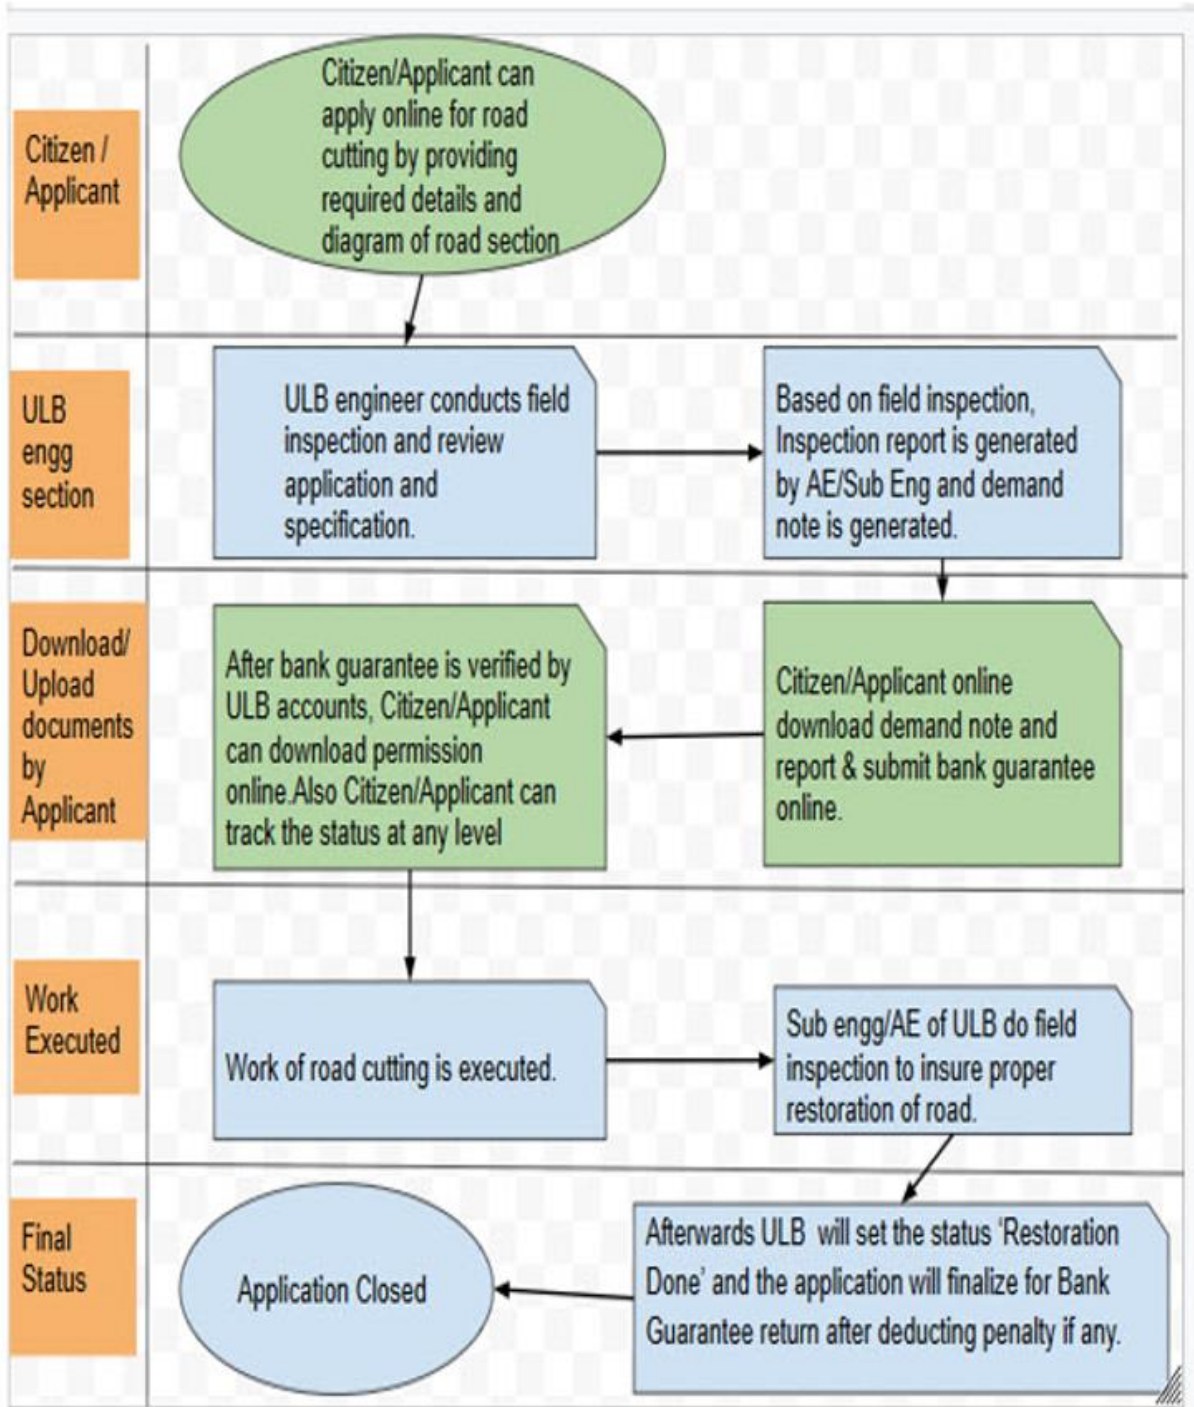 Citizen /
Applicant
Citizen/Applicant can
apply online for road
cutting by providing
required details and
diagram of road section
ULB
engg
section
ULB engineer conducts field
inspection and review
application and
specification.
Based on field inspection,
Inspection report is generated
by AE/Sub Eng and demand
note is generated.
Download/
Upload
documents
by
Applicant
After bank guarantee is verified by
ULB accounts, Citizen/Applicant
can download permission
online.Also Citizen/Applicant can
track the status at any level
Citizen/Applicant online
download demand note and
report & submit bank guarantee
online.
Work
Executed
Work of road cutting is executed.
Sub engg/AE of ULB do field
inspection to insure proper
restoration of road.
Final
Status
Application Closed
Afterwards ULB will set the status ‘Restoration
Done’ and the application will finalize for Bank
Guarantee return after deducting penalty if any.